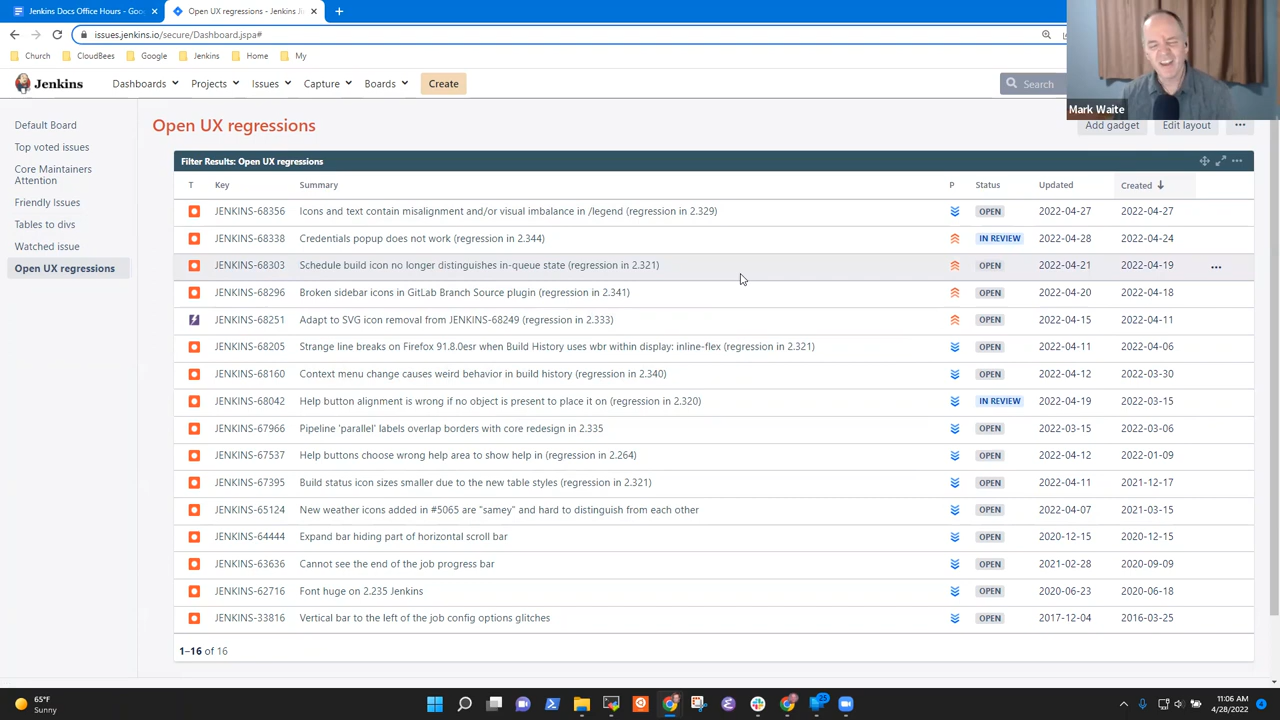 Jenkins Docs Office Hours - Goo
Open UX regressions - Jenkins Ji
issues.jenkins.io/secure/Dashboard.jspa#
Church CloudBees Google Jenkins Home My
Jenkins Dashboards Projects Issues Capture Boards Create Search
Mark Waite
Default Board
Top voted issues
Core Maintainers
Attention
Friendly Issues
Tables to divs
Watched issue
Open UX regressions
Open UX regressions Add gadget Edit layout
Filter Results: Open UX regressions
T Key Summary P Status Updated Created
JENKINS-68356 Icons and text contain misalignment and/or visual imbalance in /legend (regression in 2.329) OPEN 2022-04-27 2022-04-27
JENKINS-68338 Credentials popup does not work (regression in 2.344) IN REVIEW 2022-04-28 2022-04-24
JENKINS-68303 Schedule build icon no longer distinguishes in-queue state (regression in 2.321) OPEN 2022-04-21 2022-04-19
JENKINS-68296 Broken sidebar icons in GitLab Branch Source plugin (regression in 2.341) OPEN 2022-04-20 2022-04-18
JENKINS-68251 Adapt to SVG icon removal from JENKINS-68249 (regression in 2.333) OPEN 2022-04-15 2022-04-11
JENKINS-68205 Strange line breaks on Firefox 91.8.0esr when Build History uses wbr within display: inline-flex (regression in 2.321) OPEN 2022-04-11 2022-04-06
JENKINS-68160 Context menu change causes weird behavior in build history (regression in 2.340) OPEN 2022-04-12 2022-03-30
JENKINS-68042 Help button alignment is wrong if no object is present to place it on (regression in 2.320) IN REVIEW 2022-04-19 2022-03-15
JENKINS-67966 Pipeline 'parallel' labels overlap borders with core redesign in 2.335 OPEN 2022-03-15 2022-03-06
JENKINS-67537 Help buttons choose wrong help area to show help in (regression in 2.264) OPEN 2022-04-12 2022-01-09
JENKINS-67395 Build status icon sizes smaller due to the new table styles (regression in 2.321) OPEN 2022-04-11 2021-12-17
JENKINS-65124 New weather icons added in #5065 are "samey" and hard to distinguish from each other OPEN 2022-04-07 2021-03-15
JENKINS-64444 Expand bar hiding part of horizontal scroll bar OPEN 2020-12-15 2020-12-15
JENKINS-63636 Cannot see the end of the job progress bar OPEN 2021-02-28 2020-09-09
JENKINS-62716 Font huge on 2.235 Jenkins OPEN 2020-06-23 2020-06-18
JENKINS-33816 Vertical bar to the left of the job config options glitches OPEN 2017-12-04 2016-03-25
1–16 of 16
65°F
Sunny
25
11:06 AM
4/28/2022